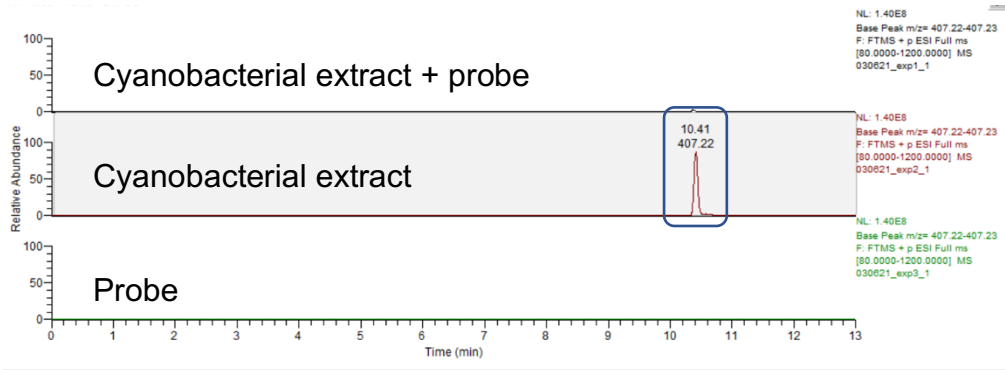 NL: 1.40E8
Base Peak m/z= 407.22-407.23
F: FTMS + p ESI Full ms
[80.0000-1200.0000] MS
030621_exp1_1
100
50
0
Cyanobacterial extract + probe
NL: 1.40E8
Base Peak m/z= 407.22-407.23
F: FTMS + p ESI Full ms
[80.0000-1200.0000] MS
030621_exp2_1
100
50
0
Cyanobacterial extract
10.41
407.22
Relative Abundance
NL: 1.40E8
Base Peak m/z= 407.22-407.23
F: FTMS + p ESI Full ms
[80.0000-1200.0000] MS
030621_exp3_1
100
50
0
Probe
0 1 2 3 4 5 6 7 8 9 10 11 12 13
Time (min)